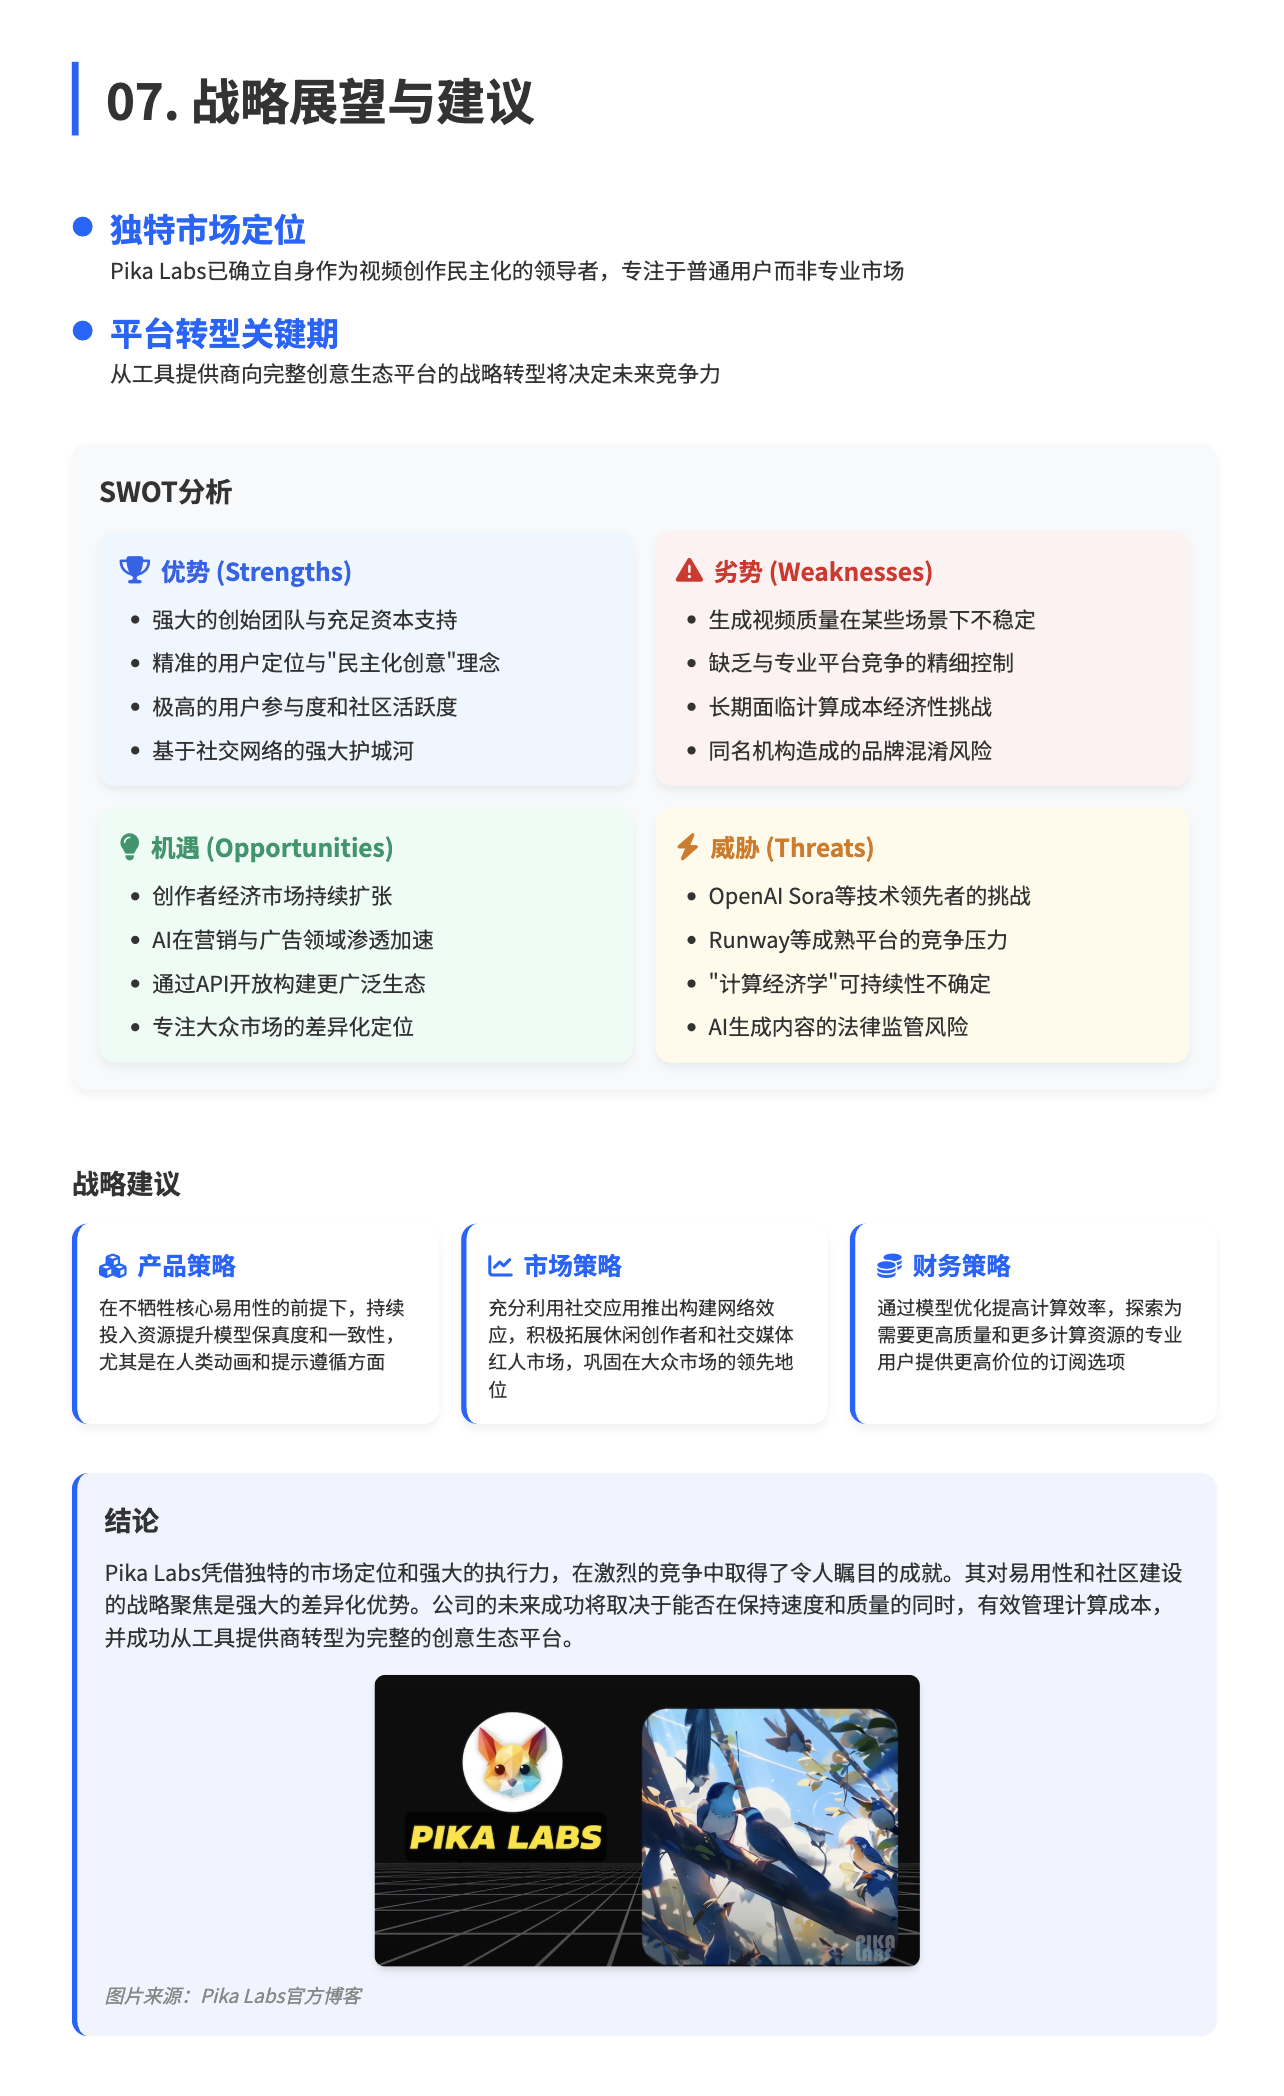 07. 战略展望与建议
独特市场定位
Pika Labs已确立自身作为视频创作民主化的领导者，专注于普通用户而非专业市场
平台转型关键期
从工具提供商向完整创意生态平台的战略转型将决定未来竞争力
SWOT分析
优势 (Strengths)
强大的创始团队与充足资本支持
精准的用户定位与"民主化创意"理念
极高的用户参与度和社区活跃度
基于社交网络的强大护城河
劣势 (Weaknesses)
生成视频质量在某些场景下不稳定
缺乏与专业平台竞争的精细控制
长期面临计算成本经济性挑战
同名机构造成的品牌混淆风险
机遇 (Opportunities)
创作者经济市场持续扩张
AI在营销与广告领域渗透加速
通过API开放构建更广泛生态
专注大众市场的差异化定位
威胁 (Threats)
OpenAI Sora等技术领先者的挑战
Runway等成熟平台的竞争压力
"计算经济学"可持续性不确定
AI生成内容的法律监管风险
战略建议
产品策略
在不牺牲核心易用性的前提下，持续
投入资源提升模型保真度和一致性，
尤其是在人类动画和提示遵循方面
市场策略
充分利用社交应用推出构建网络效
应，积极拓展休闲创作者和社交媒体
红人市场，巩固在大众市场的领先地
位
财务策略
通过模型优化提高计算效率，探索为
需要更高质量和更多计算资源的专业
用户提供更高价位的订阅选项
结论
Pika Labs凭借独特的市场定位和强大的执行力，在激烈的竞争中取得了令人瞩目的成就。其对易用性和社区建设
的战略聚焦是强大的差异化优势。公司的未来成功将取决于能否在保持速度和质量的同时，有效管理计算成本，
并成功从工具提供商转型为完整的创意生态平台。
PIKA LABS
PIKA
LABS
图片来源：Pika Labs官方博客